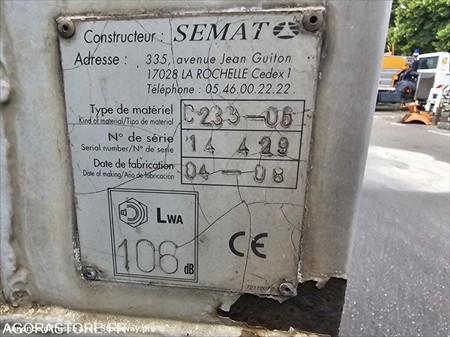 Constructeur : SEMAT
Adresse : 335, avenue Jean Guiton
17028 LA ROCHELLE Cedex 1
Téléphone : 05.46.00.22.22
Type de matériel
Kind of material/Tipo de material
C233-06
N° de série
Serial number/N° de serie
14 429
Date de fabrication
Date of making/Año de fabricación
04-08
LWA
106 dB
CE
AGORASTORE.FR